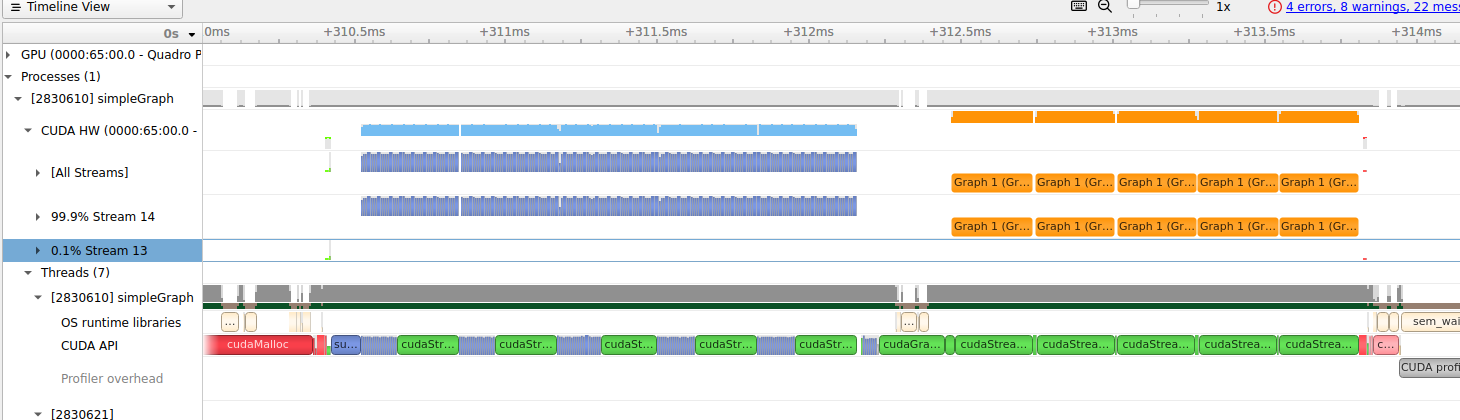 Timeline View 1x 4 errors, 8 warnings, 22 mes
0s 0ms +310.5ms +311ms +311.5ms +312ms +312.5ms +313ms +313.5ms +314ms
GPU (0000:65:00.0 - Quadro P
Processes (1)
[2830610] simpleGraph
CUDA HW (0000:65:00.0 -
[All Streams] Graph 1 (Gr... Graph 1 (Gr... Graph 1 (Gr... Graph 1 (Gr... Graph 1 (Gr...
99.9% Stream 14 Graph 1 (Gr... Graph 1 (Gr... Graph 1 (Gr... Graph 1 (Gr... Graph 1 (Gr...
0.1% Stream 13
Threads (7)
[2830610] simpleGraph
OS runtime libraries ... ... sem_wai
CUDA API cudaMalloc su... cudaStr... cudaStr... cudaSt... cudaStr... cudaStr... cudaGra... cudaStrea... cudaStrea... cudaStrea... cudaStrea... cudaStrea... c...
Profiler overhead CUDA profi
[2830621]